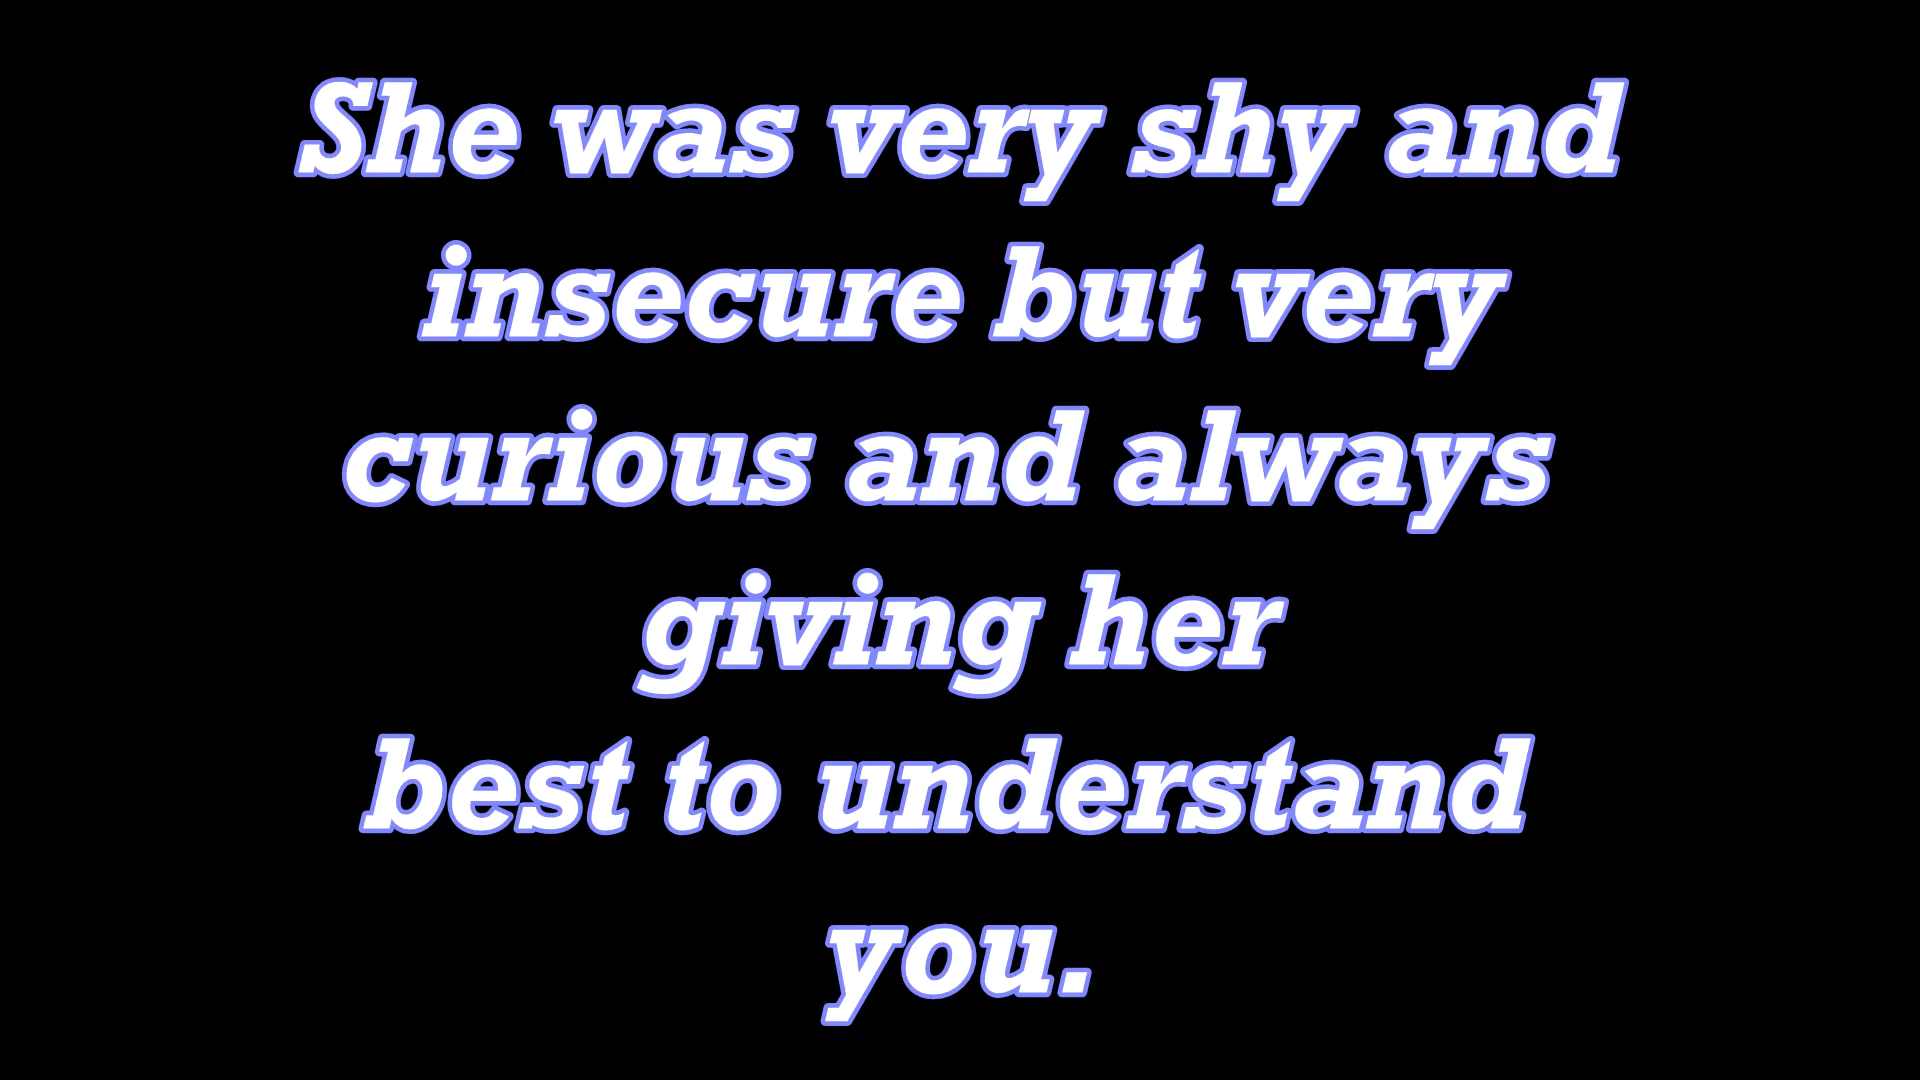 She was very shy and
insecure but very
curious and always
giving her
best to understand
you.